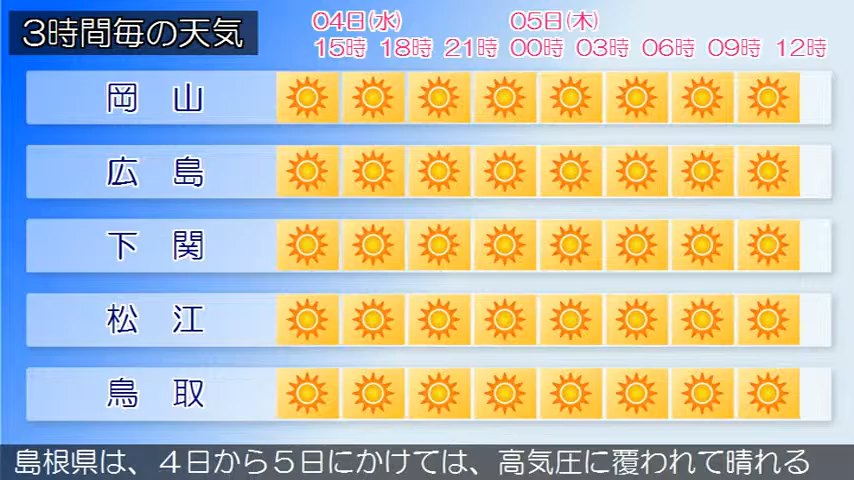 3時間毎の天気
04日(水) 05日(木)
15時 18時 21時 00時 03時 06時 09時 12時
岡 山
広 島
下 関
松 江
鳥 取
島根県は、４日から５日にかけては、高気圧に覆われて晴れる